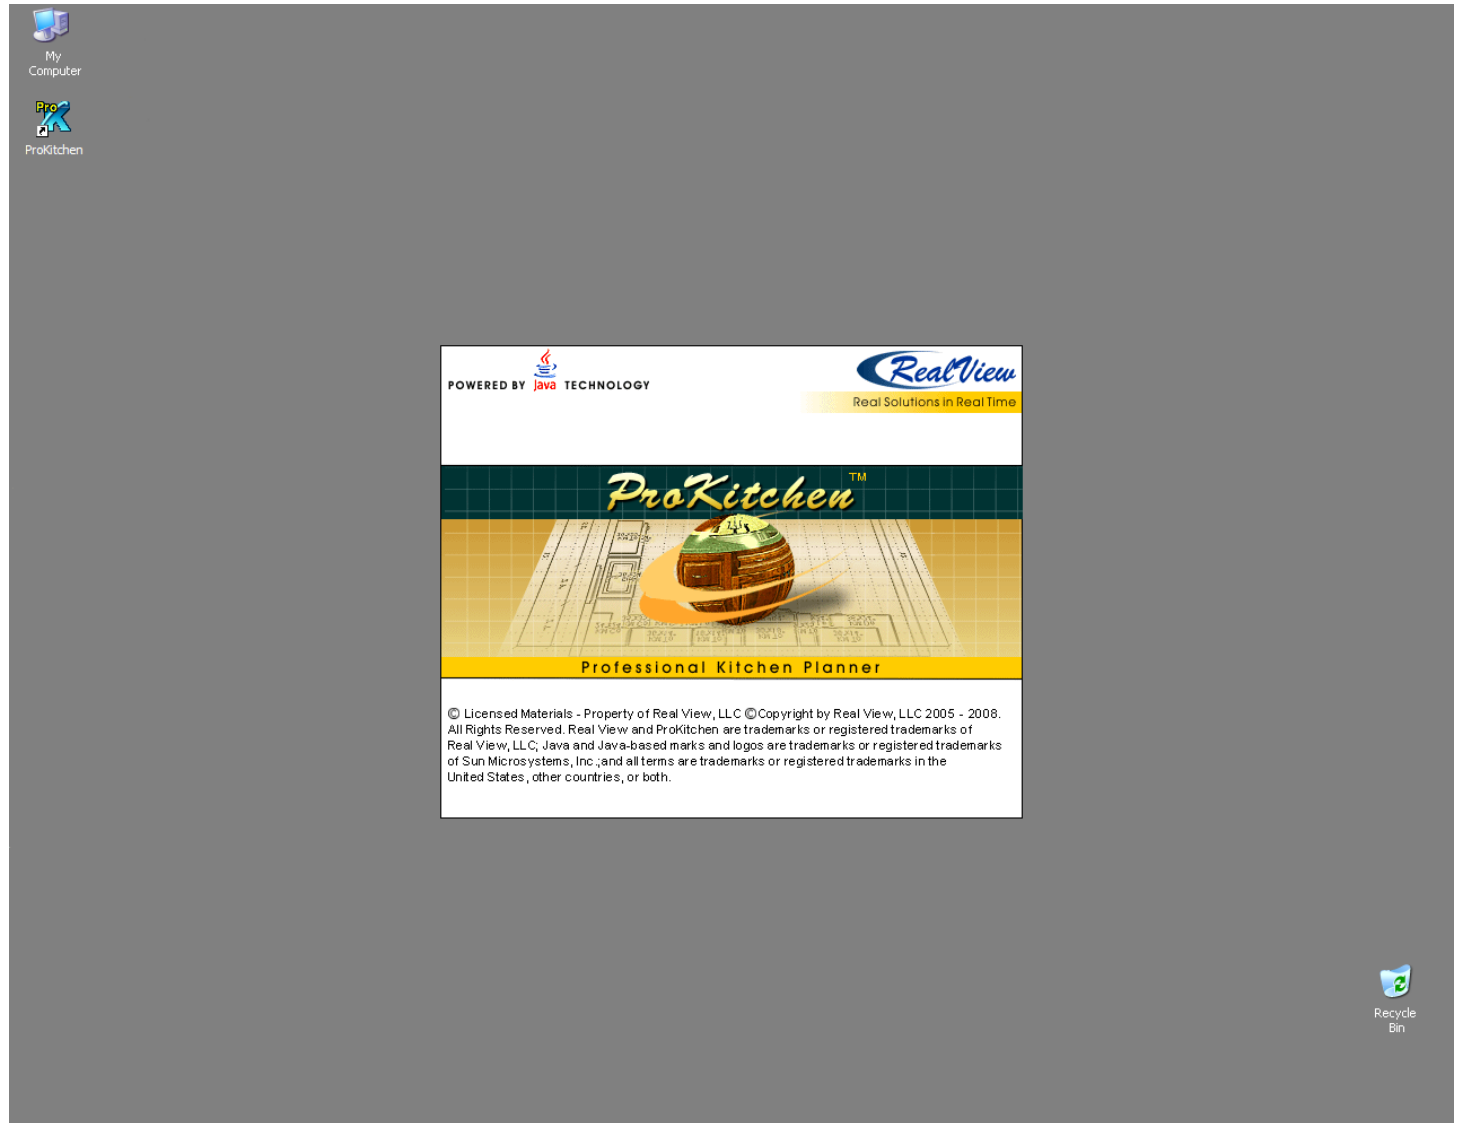 My
Computer
Pro
ProKitchen
POWERED BY Java TECHNOLOGY
RealView
Real Solutions in Real Time
ProKitchen™
Professional Kitchen Planner
© Licensed Materials - Property of Real View, LLC ©Copyright by Real View, LLC 2005 - 2008.
All Rights Reserved. Real View and ProKitchen are trademarks or registered trademarks of
Real View, LLC; Java and Java-based marks and logos are trademarks or registered trademarks
of Sun Microsystems, Inc.;and all terms are trademarks or registered trademarks in the
United States, other countries, or both.
Recycle
Bin